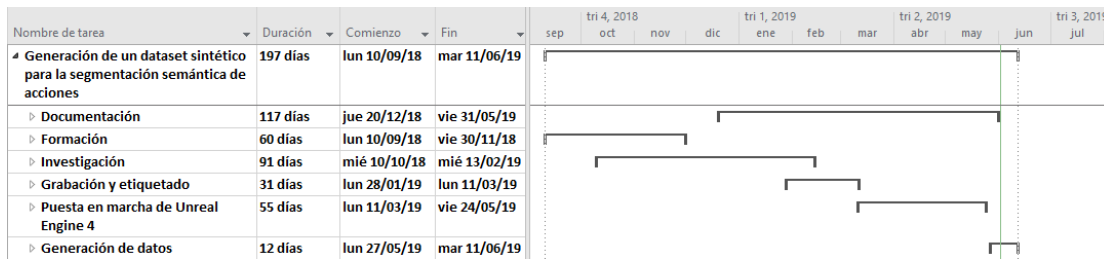 tri 4, 2018 tri 1, 2019 tri 2, 2019 tri 3, 2019
Nombre de tarea Duración Comienzo Fin sep oct nov dic ene feb mar abr may jun jul
Generación de un dataset sintético 197 días lun 10/09/18 mar 11/06/19
para la segmentación semántica de
acciones
Documentación 117 días jue 20/12/18 vie 31/05/19
Formación 60 días lun 10/09/18 vie 30/11/18
Investigación 91 días mié 10/10/18 mié 13/02/19
Grabación y etiquetado 31 días lun 28/01/19 lun 11/03/19
Puesta en marcha de Unreal 55 días lun 11/03/19 vie 24/05/19
Engine 4
Generación de datos 12 días lun 27/05/19 mar 11/06/19